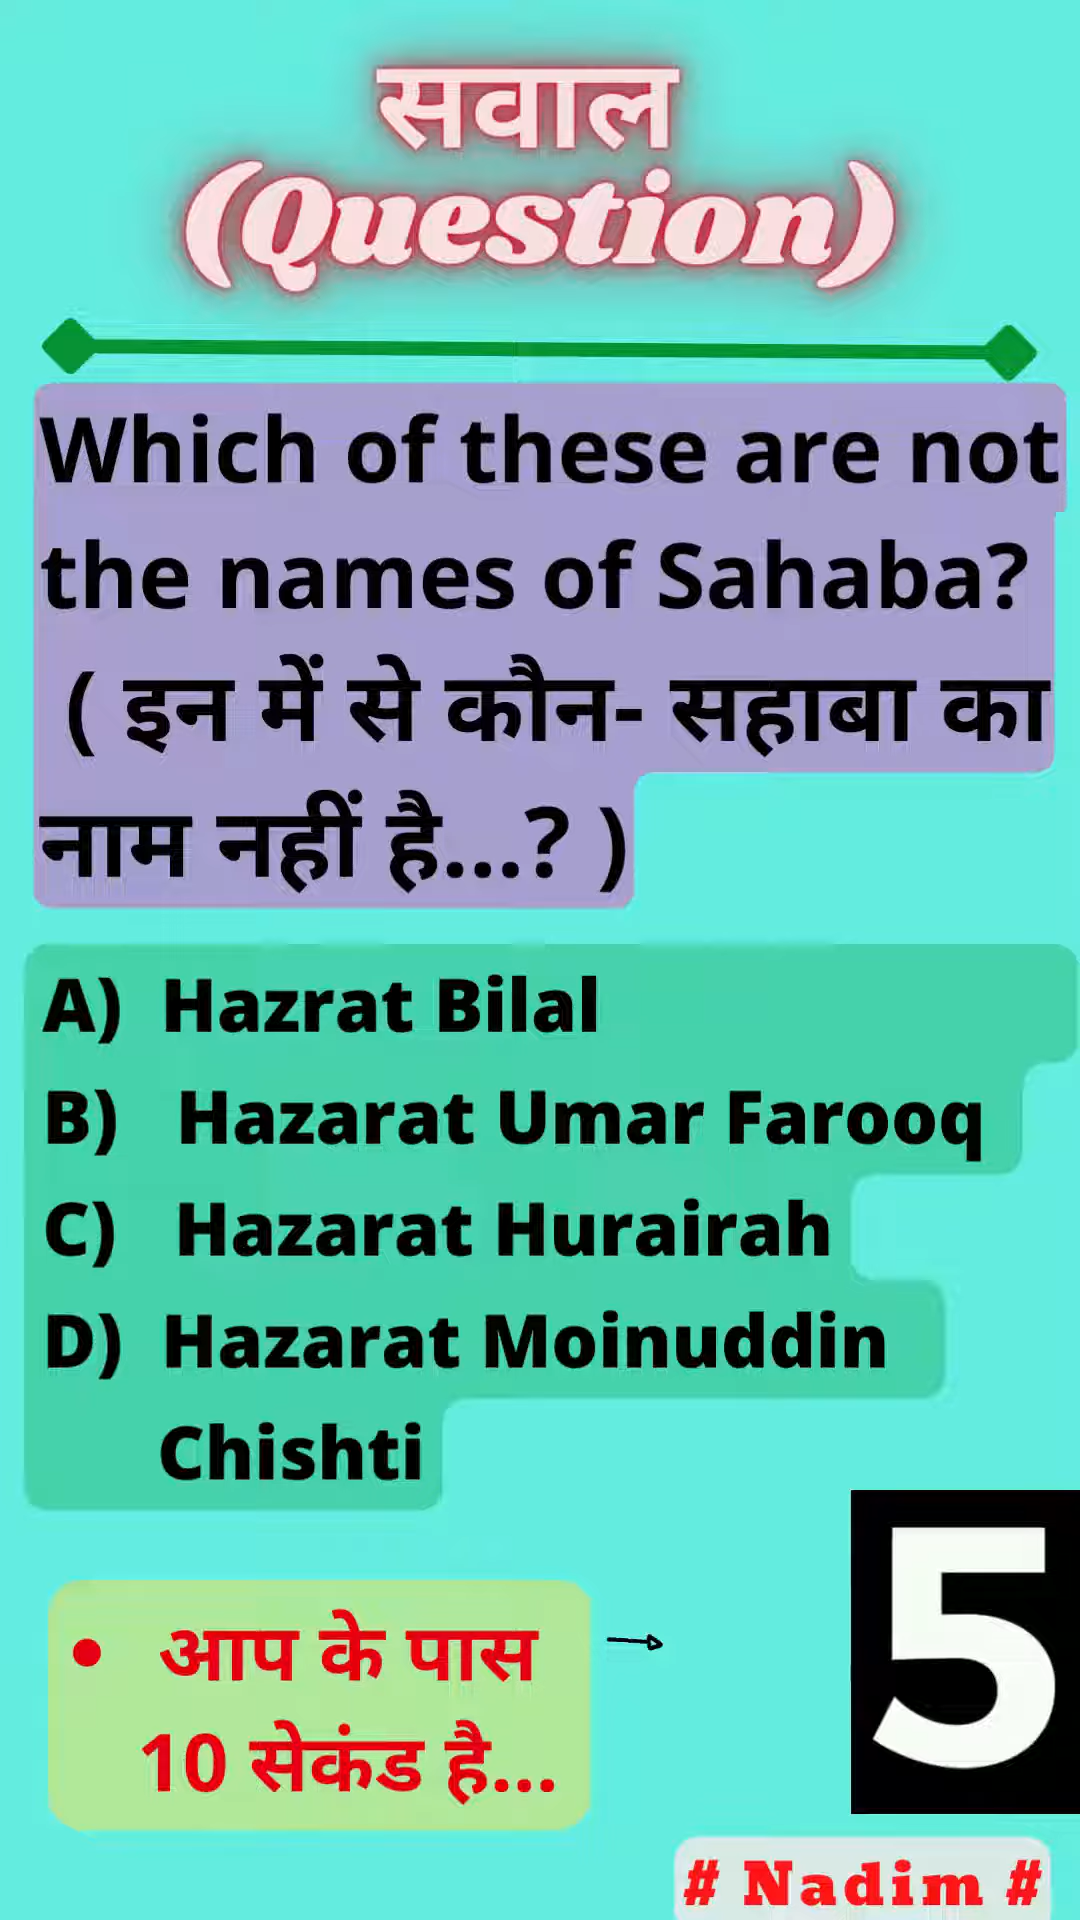 सवाल
(Question)
Which of these are not
the names of Sahaba?
( इन में से कौन- सहाबा का
नाम नहीं है...? )
A) Hazrat Bilal
B) Hazarat Umar Farooq
C) Hazarat Hurairah
D) Hazarat Moinuddin
Chishti
5
• आप के पास
10 सेकंड है...
# Nadim #